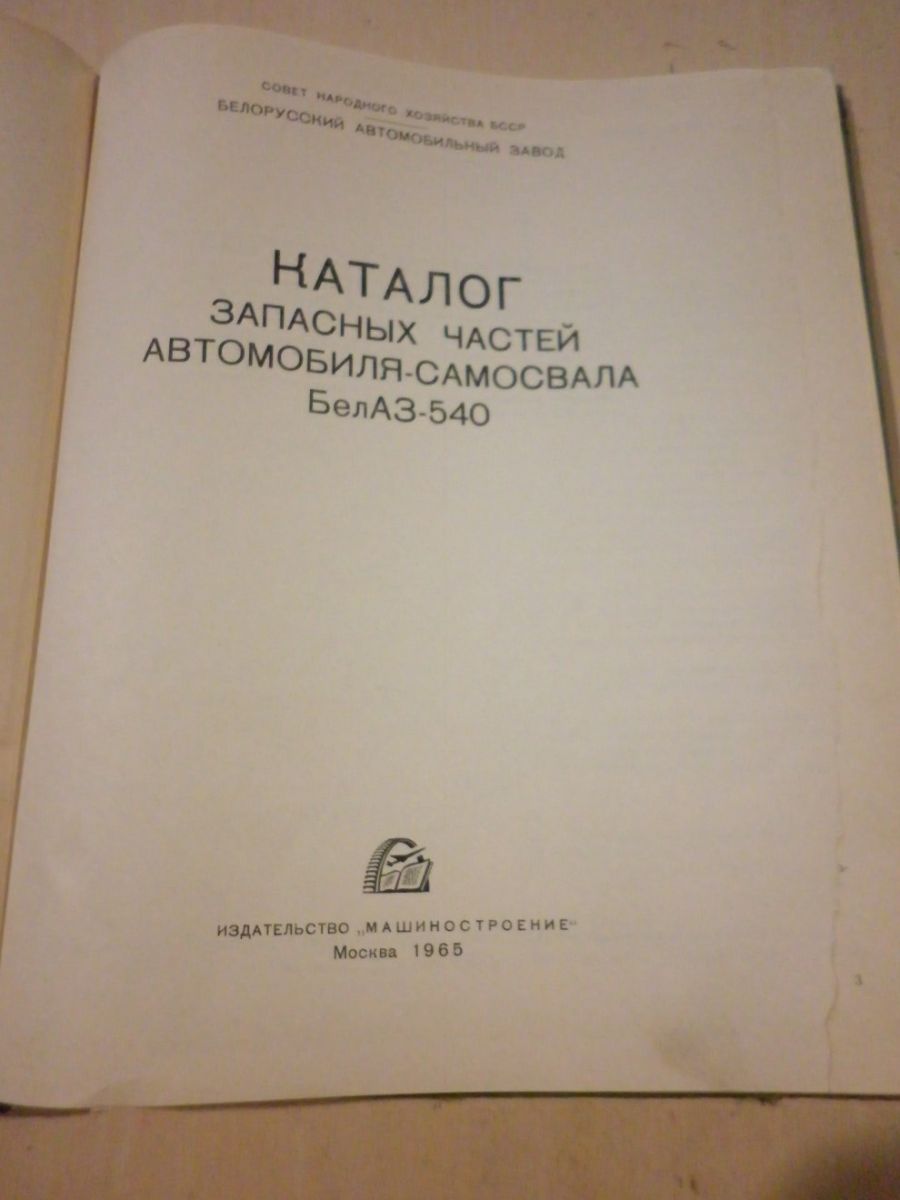 СОВЕТ НАРОДНОГО ХОЗЯЙСТВА БССР
БЕЛОРУССКИЙ АВТОМОБИЛЬНЫЙ ЗАВОД
КАТАЛОГ
ЗАПАСНЫХ ЧАСТЕЙ
АВТОМОБИЛЯ-САМОСВАЛА
БелАЗ-540
ИЗДАТЕЛЬСТВО „МАШИНОСТРОЕНИЕ“
Москва 1965
3